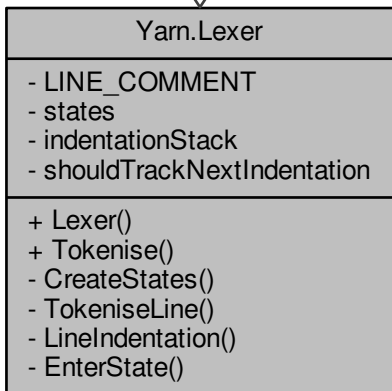 Yarn.Lexer
- LINE_COMMENT
- states
- indentationStack
- shouldTrackNextIndentation
+ Lexer()
+ Tokenise()
- CreateStates()
- TokeniseLine()
- LineIndentation()
- EnterState()